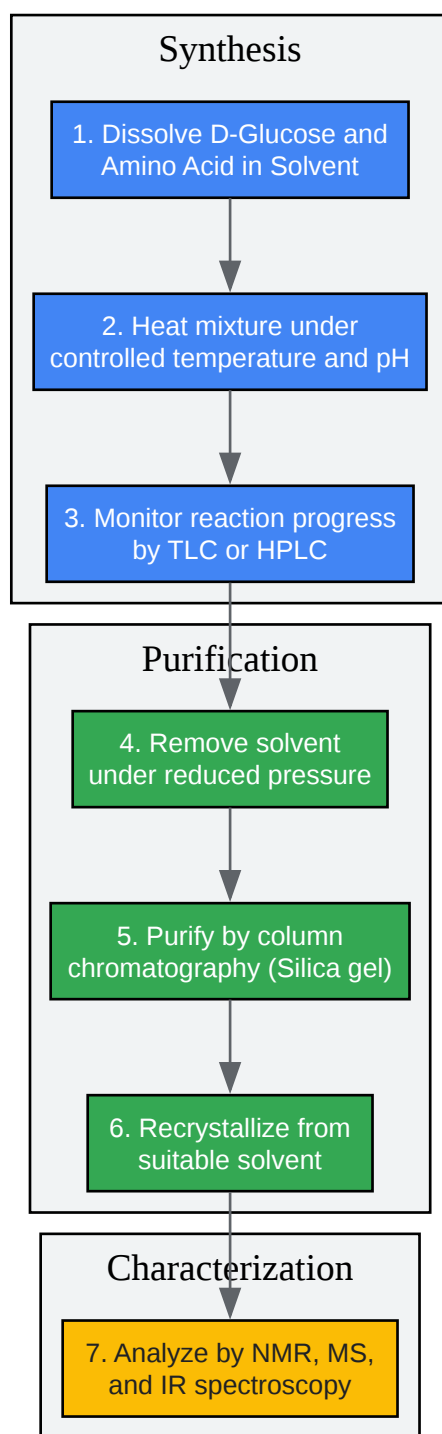 Synthesis
1. Dissolve D-Glucose and
Amino Acid in Solvent
2. Heat mixture under
controlled temperature and pH
3. Monitor reaction progress
by TLC or HPLC
Purification
4. Remove solvent
under reduced pressure
5. Purify by column
chromatography (Silica gel)
6. Recrystallize from
suitable solvent
Characterization
7. Analyze by NMR, MS,
and IR spectroscopy